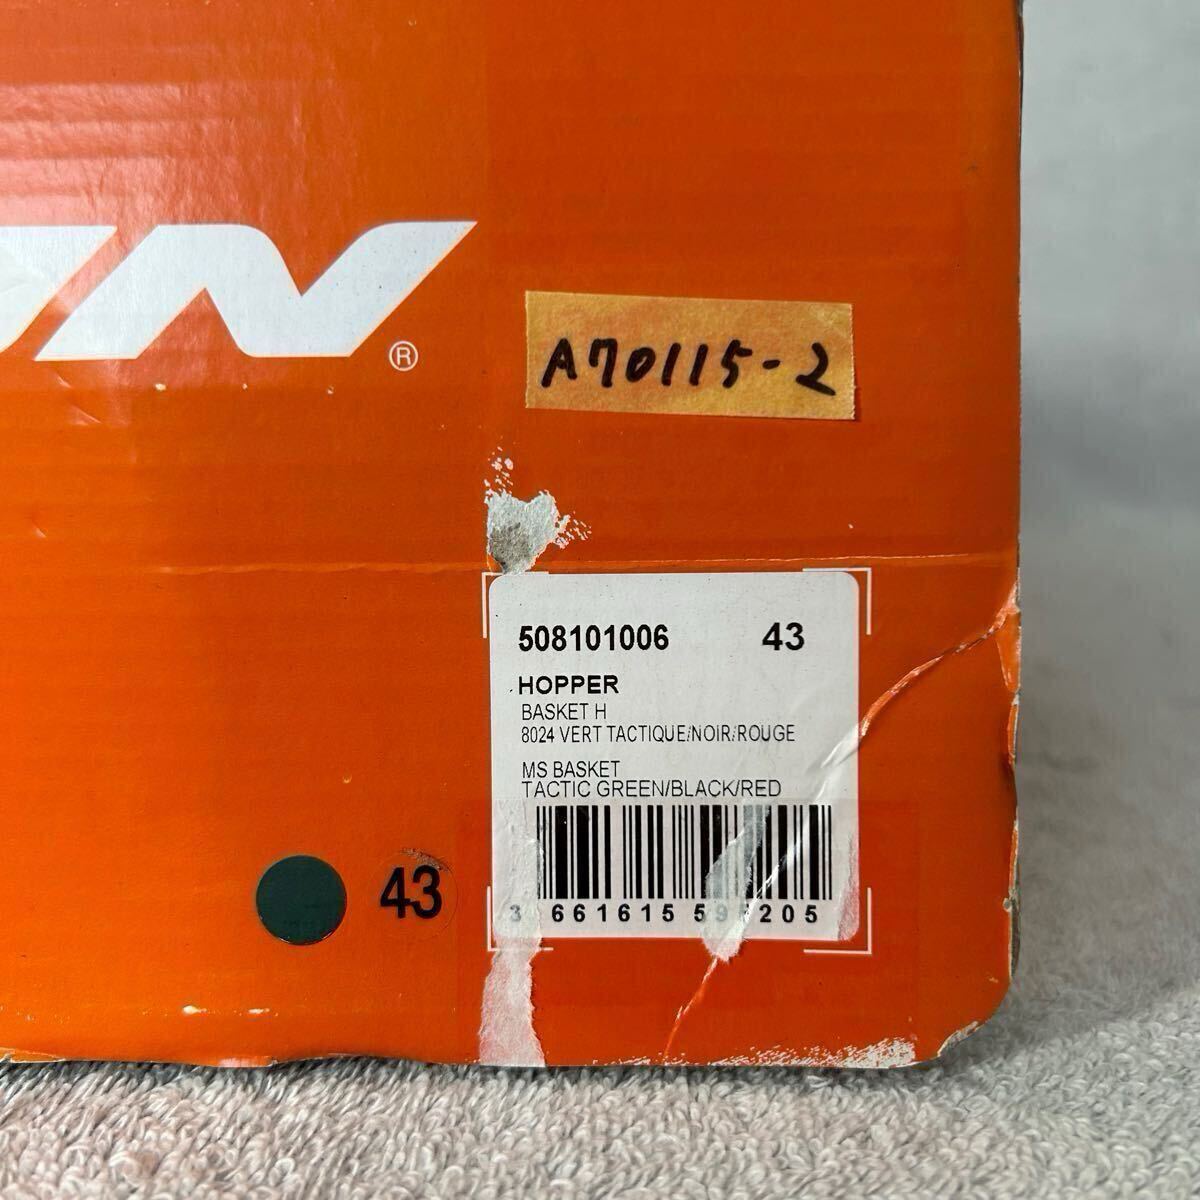 ®
A70115-2
508101006 43
HOPPER
BASKET H
8024 VERT TACTIQUE/NOIR/ROUGE
MS BASKET
TACTIC GREEN/BLACK/RED
43